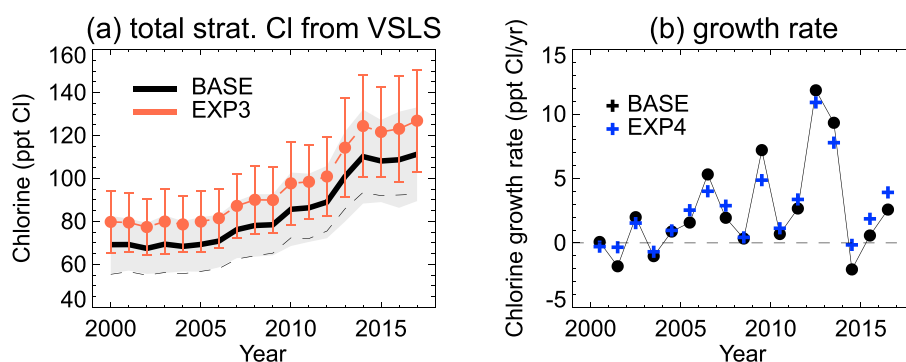 (a) total strat. Cl from VSLS
160
140
120
100
80
60
40
Chlorine (ppt Cl)
BASE
EXP3
2000
2005
2010
2015
Year
(b) growth rate
15
10
5
0
-5
Chlorine growth rate (ppt Cl/yr)
BASE
EXP4
2000
2005
2010
2015
Year